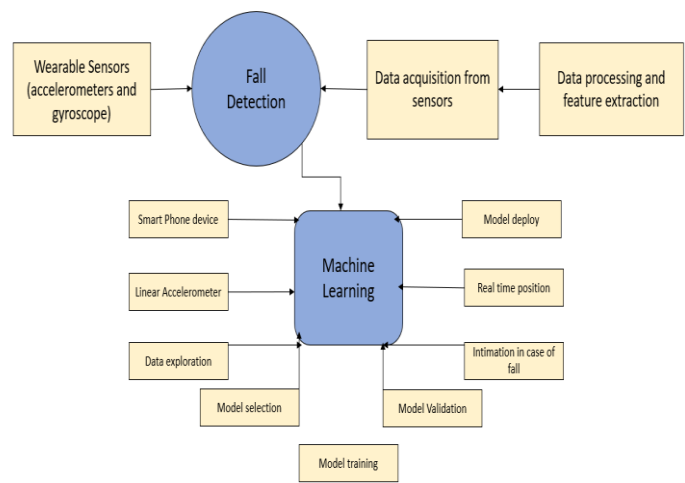 Wearable Sensors
(accelerometers and
gyroscope)
Fall
Detection
Data acquisition from
sensors
Data processing and
feature extraction
Smart Phone device
Model deploy
Machine
Learning
Linear Accelerometer
Real time position
Data exploration
Intimation in case of
fall
Model selection
Model Validation
Model training